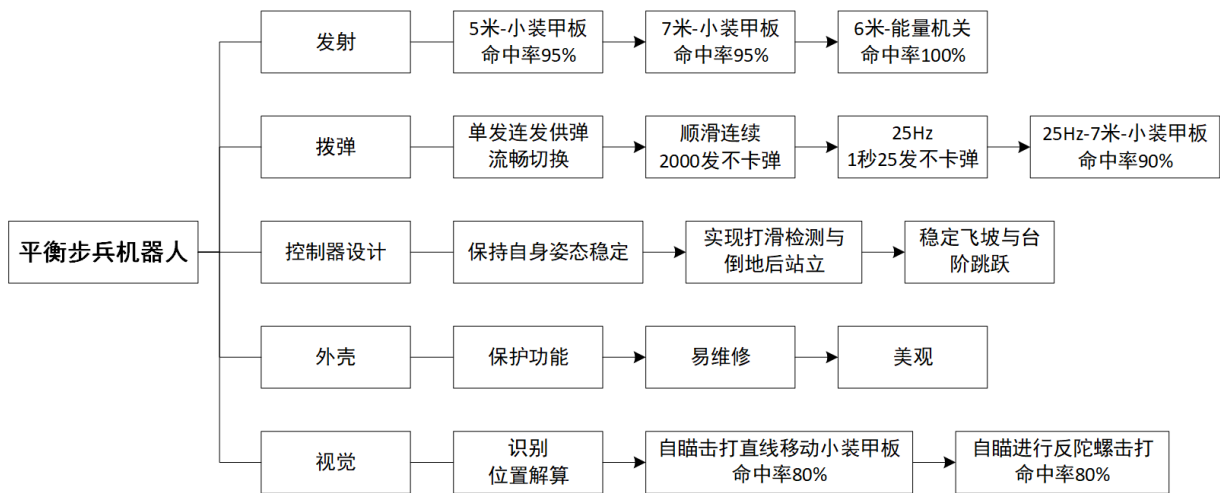 发射
5米-小装甲板
命中率95%
7米-小装甲板
命中率95%
6米-能量机关
命中率100%
拨弹
单发连发供弹
流畅切换
顺滑连续
2000发不卡弹
25Hz
1秒25发不卡弹
25Hz-7米-小装甲板
命中率90%
平衡步兵机器人
控制器设计
保持自身姿态稳定
实现打滑检测与
倒地后站立
稳定飞坡与台
阶跳跃
外壳
保护功能
易维修
美观
视觉
识别
位置解算
自瞄击打直线移动小装甲板
命中率80%
自瞄进行反陀螺击打
命中率80%